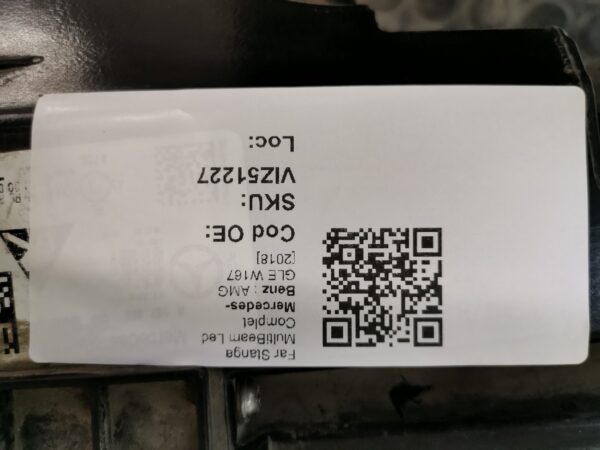 Far Stanga
MultiBeam Led
Complet
Mercedes-
Benz : AMG
GLE W167
[2018]
Cod OE:
SKU:
VIZ51227
Loc: